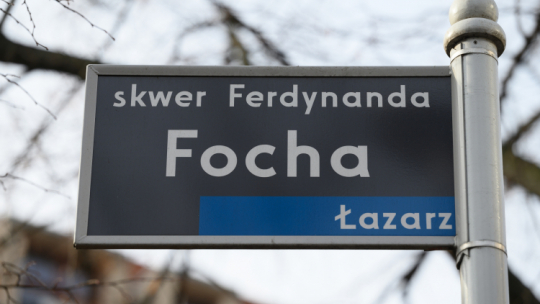 skwer Ferdynanda
Focha
Łazarz